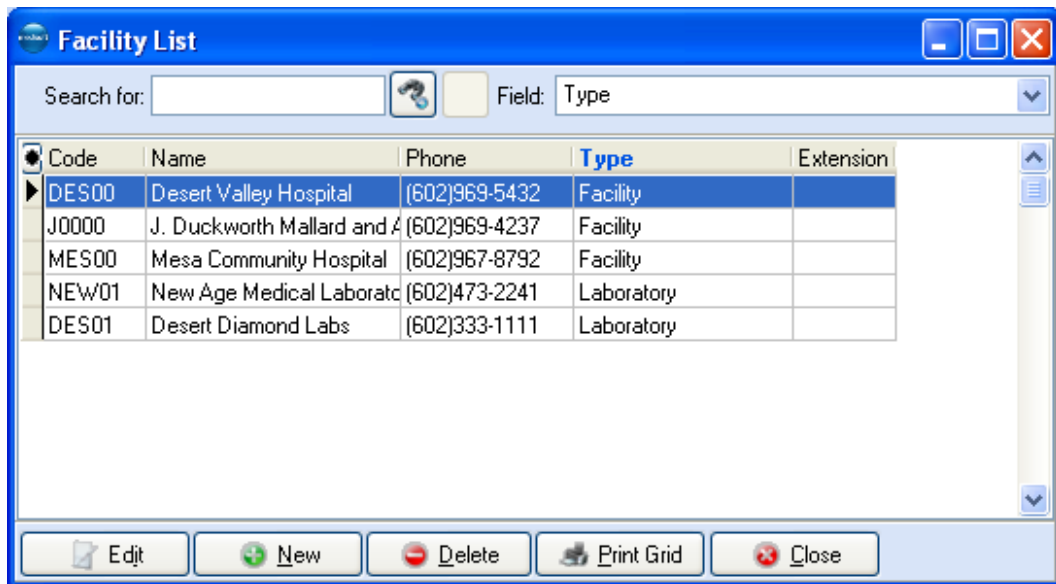 Facility List
Search for: Field: Type
Code Name Phone Type Extension
DES00 Desert Valley Hospital (602)969-5432 Facility
J0000 J. Duckworth Mallard and (602)969-4237 Facility
MES00 Mesa Community Hospital (602)967-8792 Facility
NEW01 New Age Medical Laborato (602)473-2241 Laboratory
DES01 Desert Diamond Labs (602)333-1111 Laboratory
Edit New Delete Print Grid Close